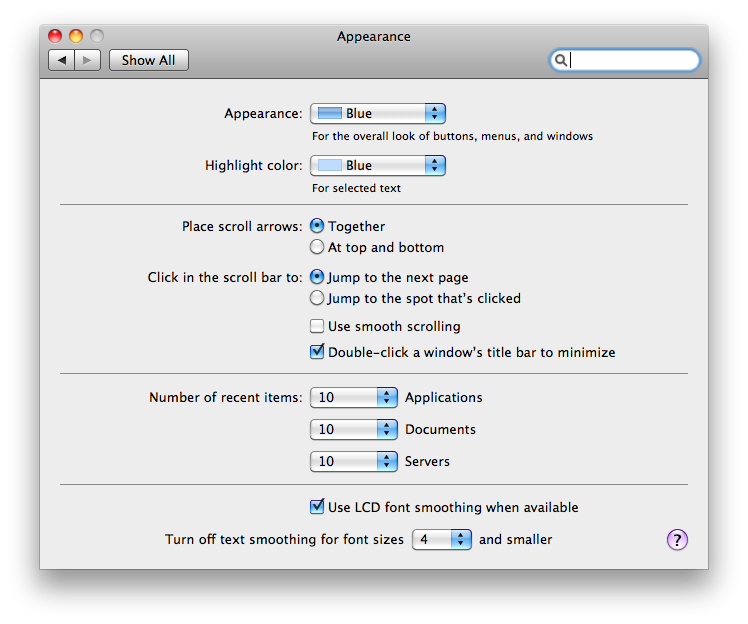 Appearance
Show All
Appearance: Blue
For the overall look of buttons, menus, and windows
Highlight color: Blue
For selected text
Place scroll arrows: Together
At top and bottom
Click in the scroll bar to: Jump to the next page
Jump to the spot that's clicked
Use smooth scrolling
Double-click a window's title bar to minimize
Number of recent items: 10 Applications
10 Documents
10 Servers
Use LCD font smoothing when available
Turn off text smoothing for font sizes 4 and smaller ?